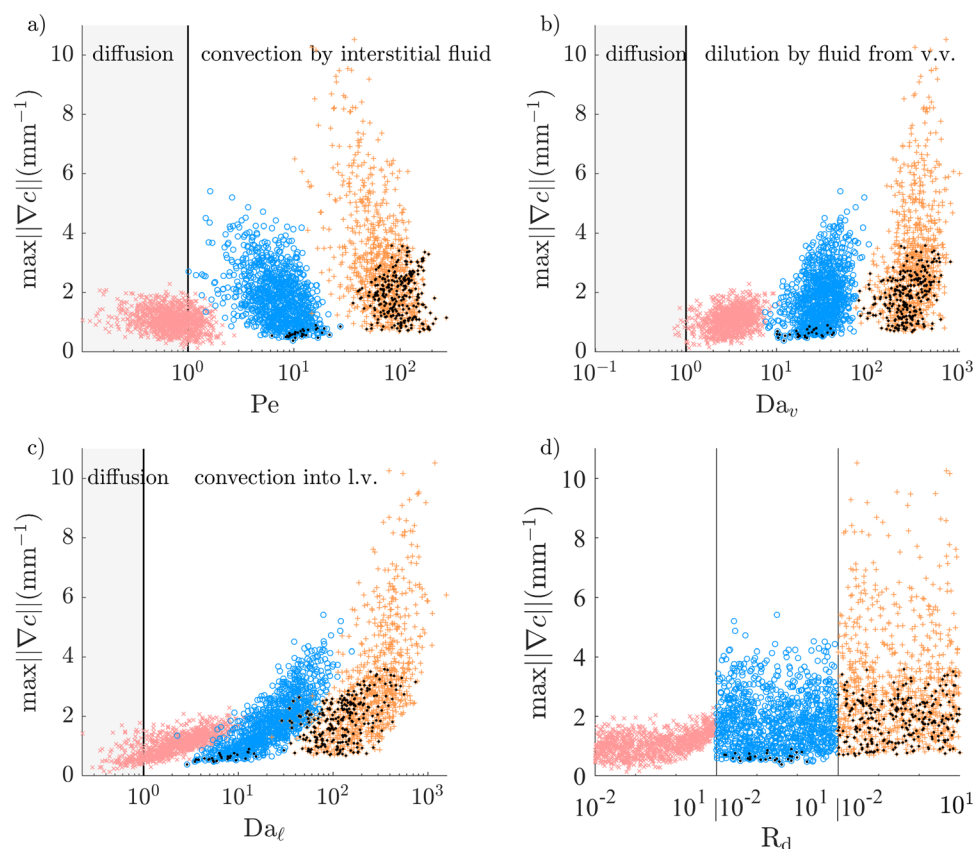 a)
diffusion convection by interstitial fluid
max||∇c||(mm⁻¹)
10
8
6
4
2
0
10⁰ 10¹ 10²
Pe
b)
diffusion dilution by fluid from v.v.
max||∇c||(mm⁻¹)
10
8
6
4
2
0
10⁻¹ 10⁰ 10¹ 10² 10³
Daᵥ
c)
diffusion convection into l.v.
max||∇c||(mm⁻¹)
10
8
6
4
2
0
10⁰ 10¹ 10² 10³
Da_ℓ
d)
max||∇c||(mm⁻¹)
10
8
6
4
2
0
10⁻² 10¹ |10⁻² 10¹ |10⁻² 10¹
R_d